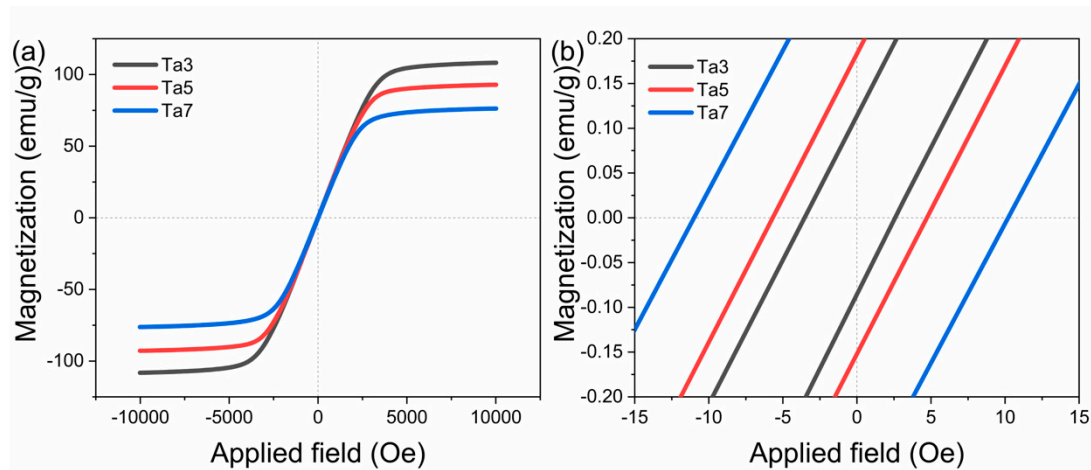 (a)
Ta3
Ta5
Ta7
Magnetization (emu/g)
100
50
0
-50
-100
-10000 -5000 0 5000 10000
Applied field (Oe)
(b)
Ta3
Ta5
Ta7
Magnetization (emu/g)
0.20
0.15
0.10
0.05
0.00
-0.05
-0.10
-0.15
-0.20
-15 -10 -5 0 5 10 15
Applied field (Oe)